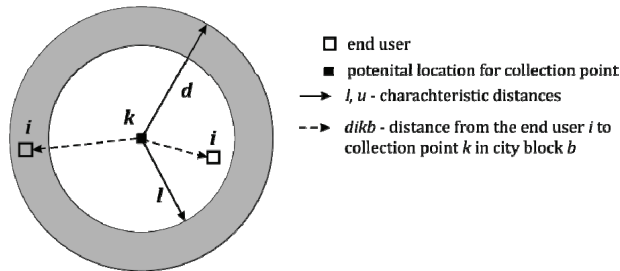 d
k
i
i
l
end user
potenital location for collection point
l, u - charachteristic distances
dikb - distance from the end user i to
collection point k in city block b